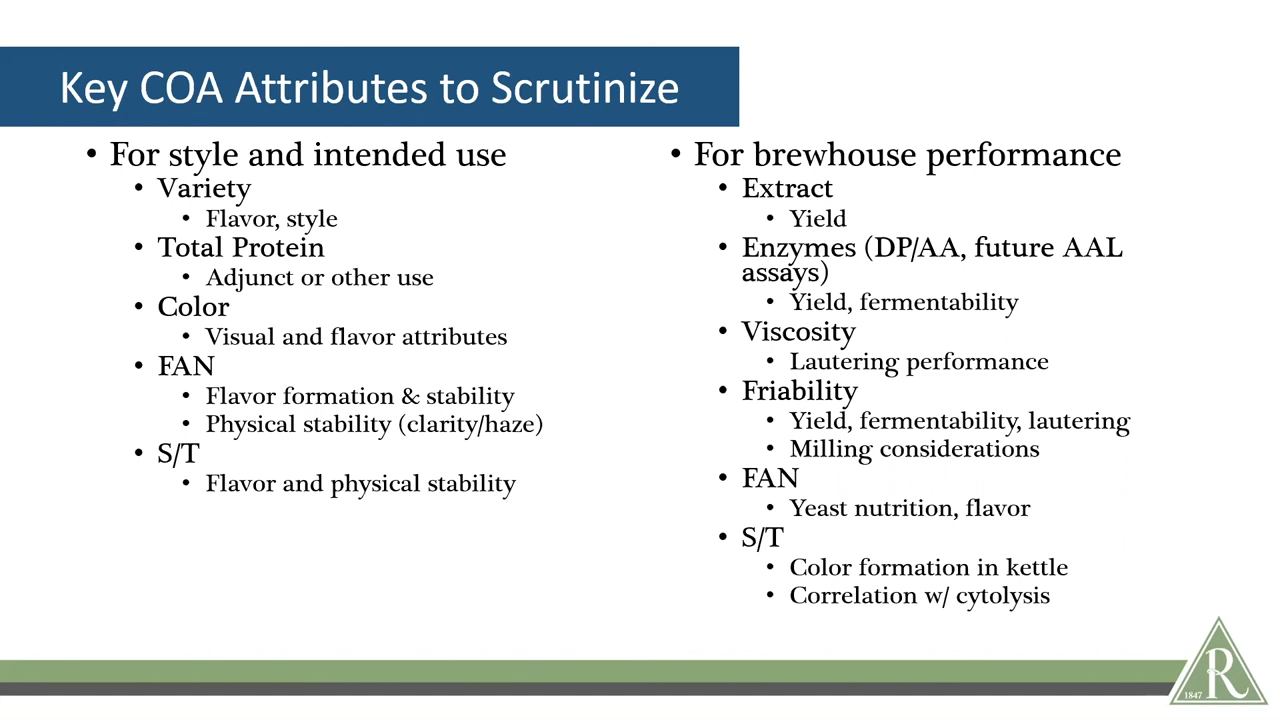 Key COA Attributes to Scrutinize
• For style and intended use
• Variety
• Flavor, style
• Total Protein
• Adjunct or other use
• Color
• Visual and flavor attributes
• FAN
• Flavor formation & stability
• Physical stability (clarity/haze)
• S/T
• Flavor and physical stability
• For brewhouse performance
• Extract
• Yield
• Enzymes (DP/AA, future AAL
assays)
• Yield, fermentability
• Viscosity
• Lautering performance
• Friability
• Yield, fermentability, lautering
• Milling considerations
• FAN
• Yeast nutrition, flavor
• S/T
• Color formation in kettle
• Correlation w/ cytolysis
R
1847